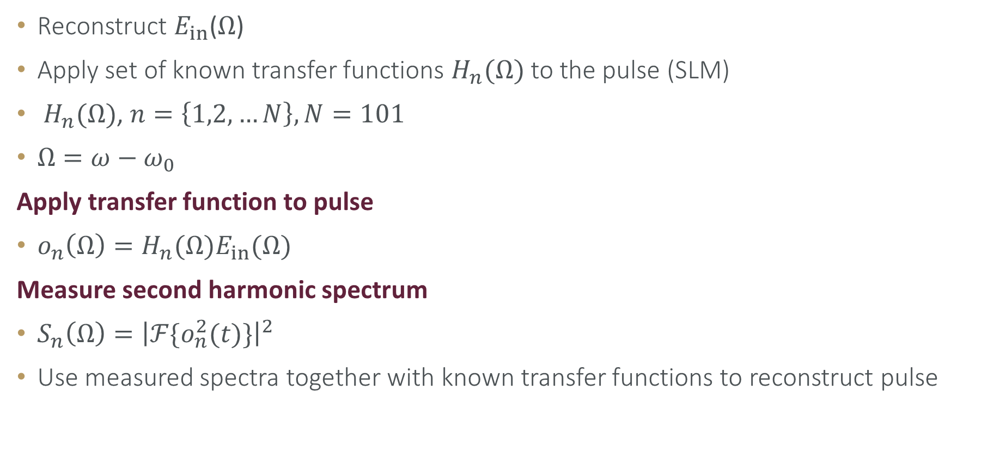 • Reconstruct E_in(Ω)
• Apply set of known transfer functions H_n(Ω) to the pulse (SLM)
• H_n(Ω), n = {1,2, … N}, N = 101
• Ω = ω − ω_0
Apply transfer function to pulse
• o_n(Ω) = H_n(Ω)E_in(Ω)
Measure second harmonic spectrum
• S_n(Ω) = |ℱ{o_n^2(t)}|^2
• Use measured spectra together with known transfer functions to reconstruct pulse